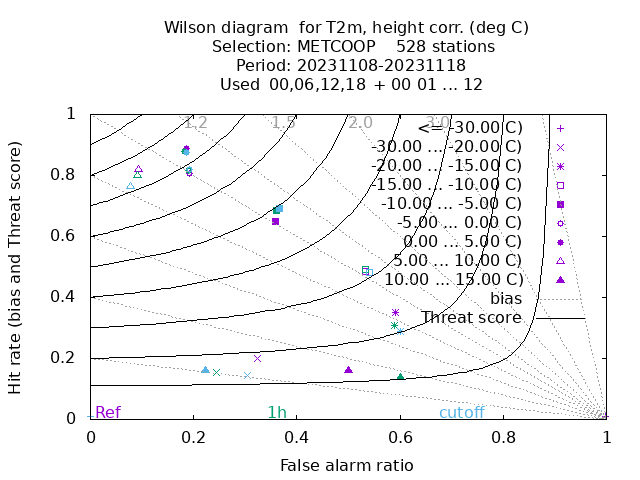 Wilson diagram  for T2m, height corr. (deg C)
Selection: METCOOP    528 stations
Period: 20231108-20231118
Used  00,06,12,18 + 00 01 ... 12
1.2 1.5 2.0 3.0
<= -30.00 C)
-30.00 ... -20.00 C)
-20.00 ... -15.00 C)
-15.00 ... -10.00 C)
-10.00 ... -5.00 C)
-5.00 ... 0.00 C)
0.00 ... 5.00 C)
5.00 ... 10.00 C)
10.00 ... 15.00 C)
bias
Threat score
Hit rate (bias and Threat score)
1
0.8
0.6
0.4
0.2
0
Ref 1h cutoff
0 0.2 0.4 0.6 0.8 1
False alarm ratio